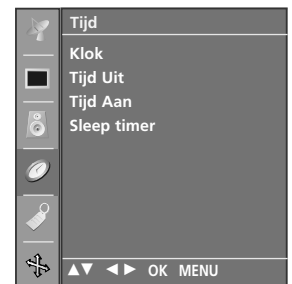 Tijd
Klok
Tijd Uit
Tijd Aan
Sleep timer
▲▼ ◄► OK MENU